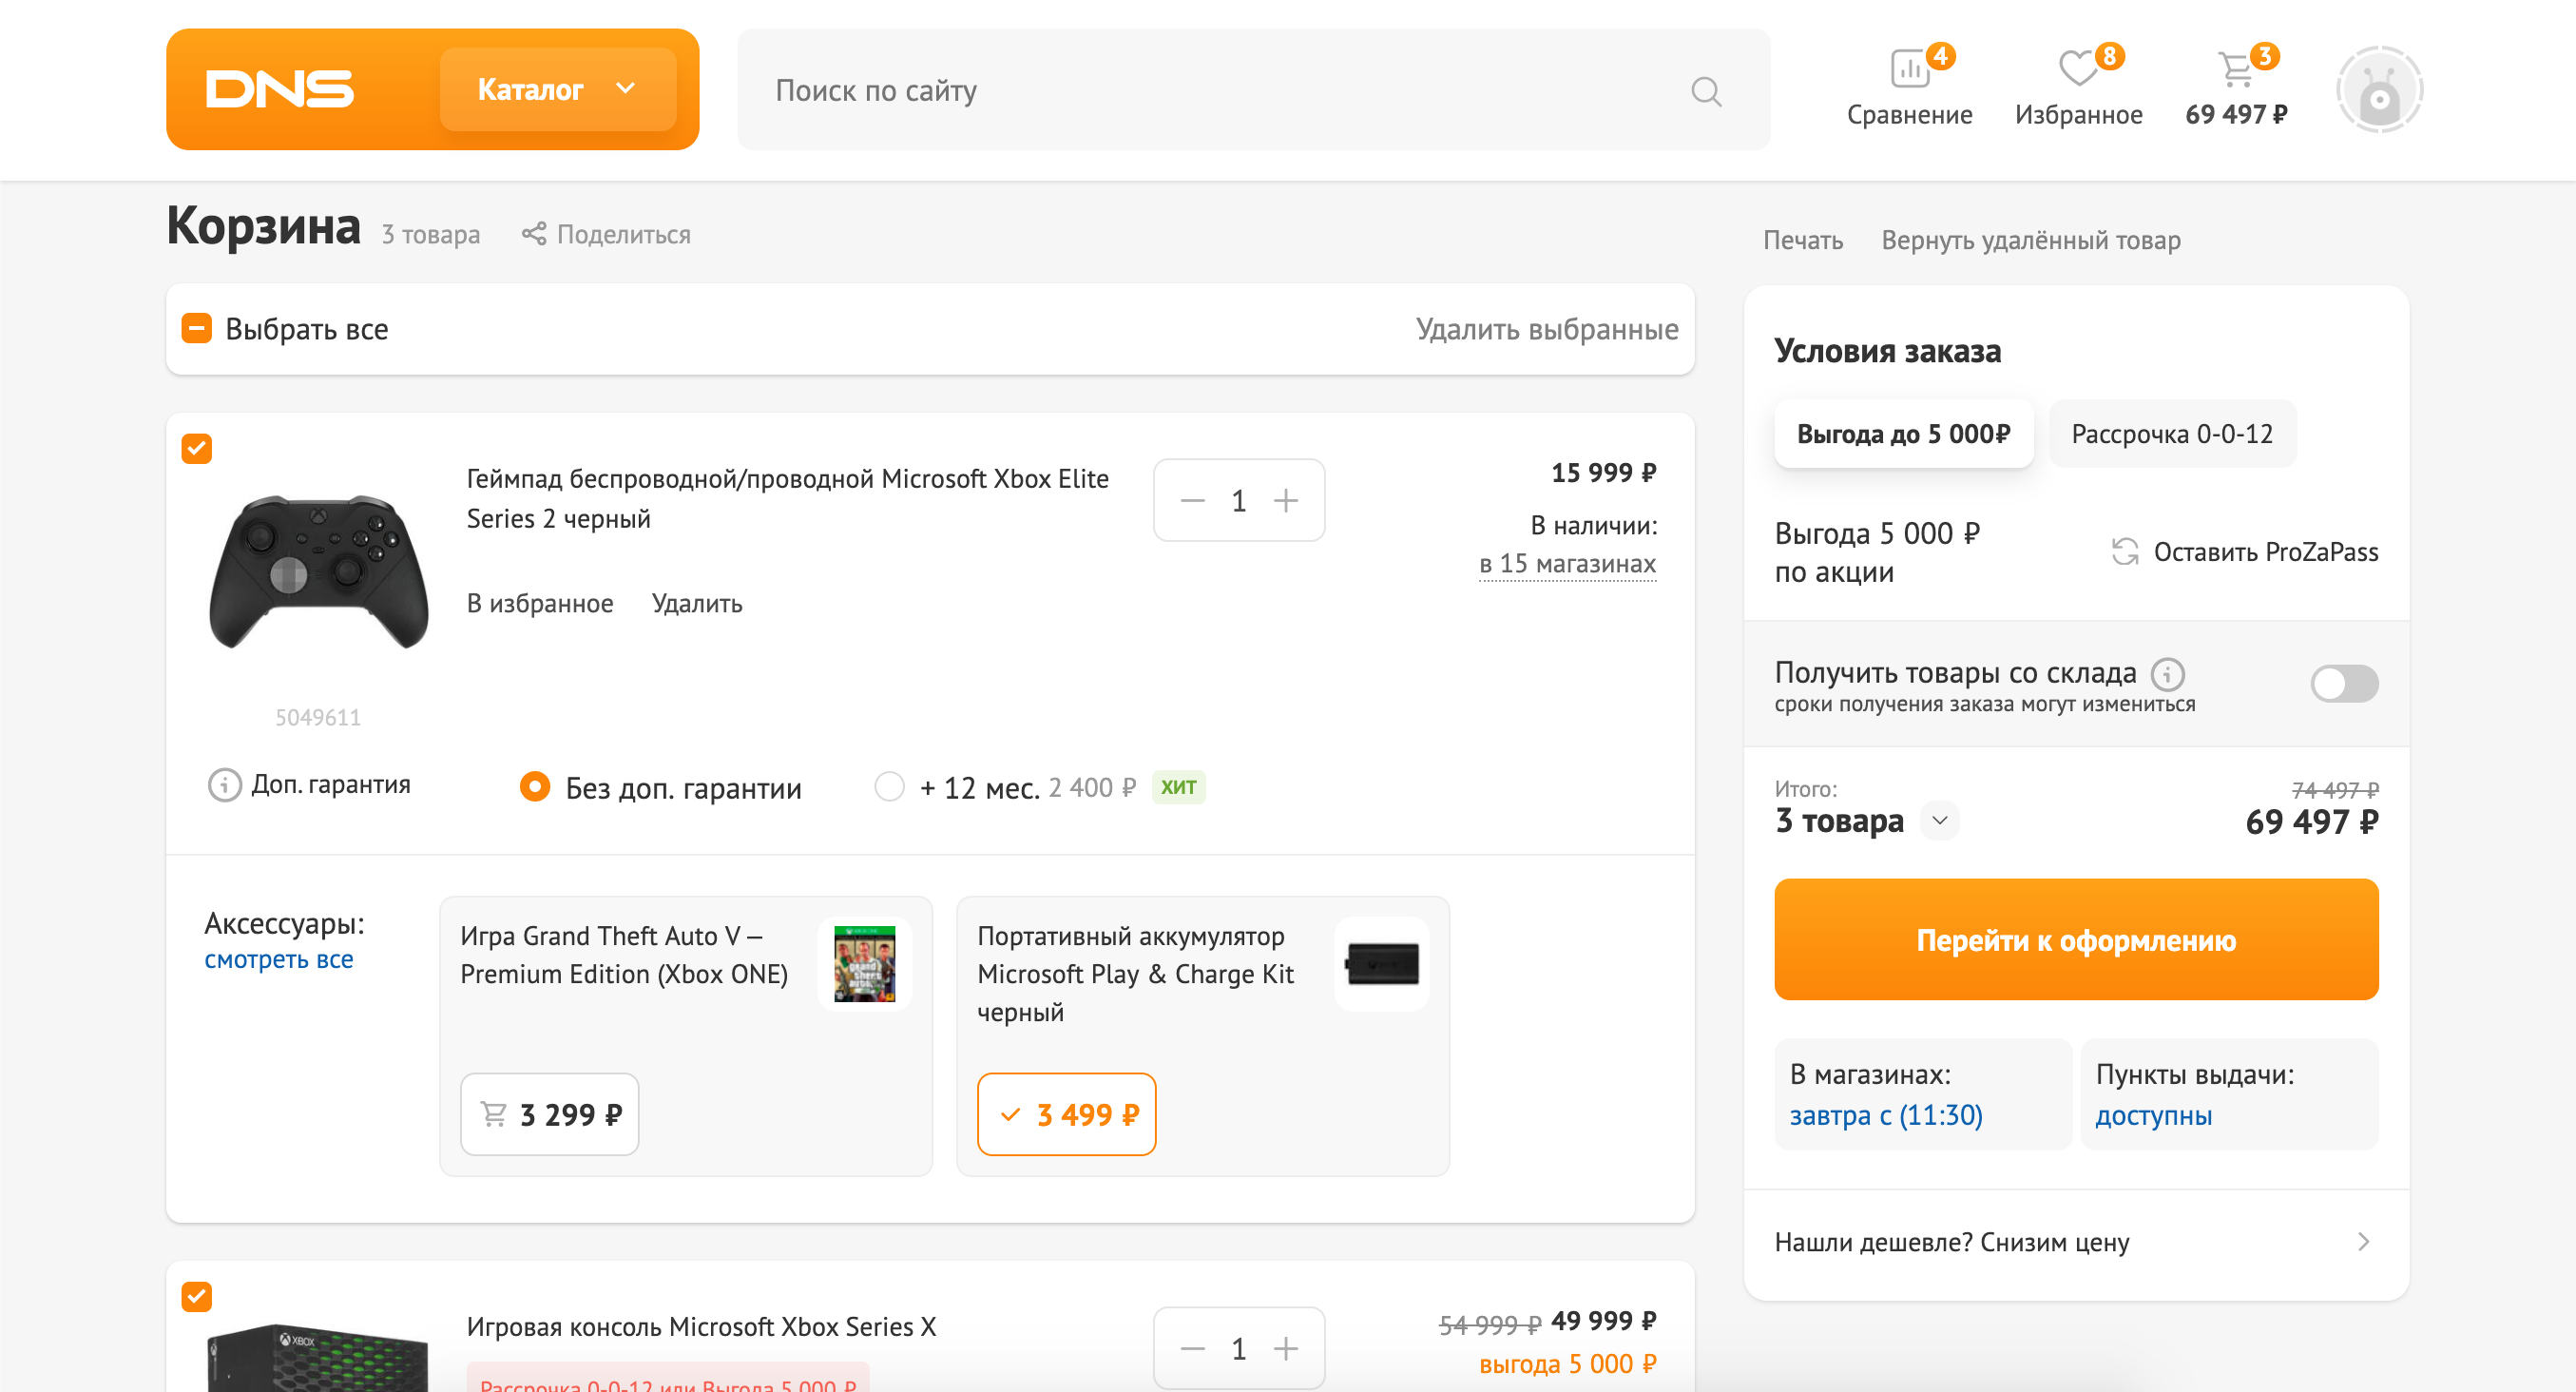 DNS
Каталог
Поиск по сайту
4
Сравнение
8
Избранное
3
69 497 ₽
Корзина
3 товара
Поделиться
Печать
Вернуть удалённый товар
Выбрать все
Удалить выбранные
Геймпад беспроводной/проводной Microsoft Xbox Elite
Series 2 черный
1
15 999 ₽
В наличии:
в 15 магазинах
В избранное
Удалить
5049611
Доп. гарантия
Без доп. гарантии
+ 12 мес. 2 400 ₽
ХИТ
Аксессуары:
смотреть все
Игра Grand Theft Auto V —
Premium Edition (Xbox ONE)
3 299 ₽
Портативный аккумулятор
Microsoft Play & Charge Kit
черный
3 499 ₽
XBOX
Игровая консоль Microsoft Xbox Series X
Рассрочка 0-0-12 или Выгода 5 000 ₽
1
54 999 ₽ 49 999 ₽
выгода 5 000 ₽
Условия заказа
Выгода до 5 000₽
Рассрочка 0-0-12
Выгода 5 000 ₽
по акции
Оставить ProZaPass
Получить товары со склада
сроки получения заказа могут измениться
Итого:
3 товара
74 497 ₽
69 497 ₽
Перейти к оформлению
В магазинах:
завтра с (11:30)
Пункты выдачи:
доступны
Нашли дешевле? Снизим цену